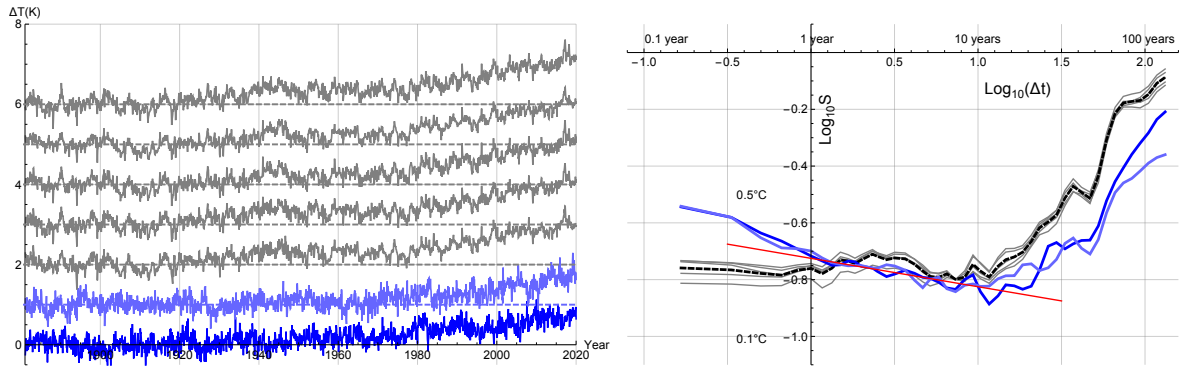 ΔT(K)
8
6
4
2
0
1900
1920
1940
1960
1980
2000
2020
Year
0.1 year
1 year
10 years
100 years
−1.0
−0.5
0.5
1.0
1.5
2.0
Log₁₀(Δt)
Log₁₀S
−0.2
−0.4
−0.6
−0.8
−1.0
0.5°C
0.1°C